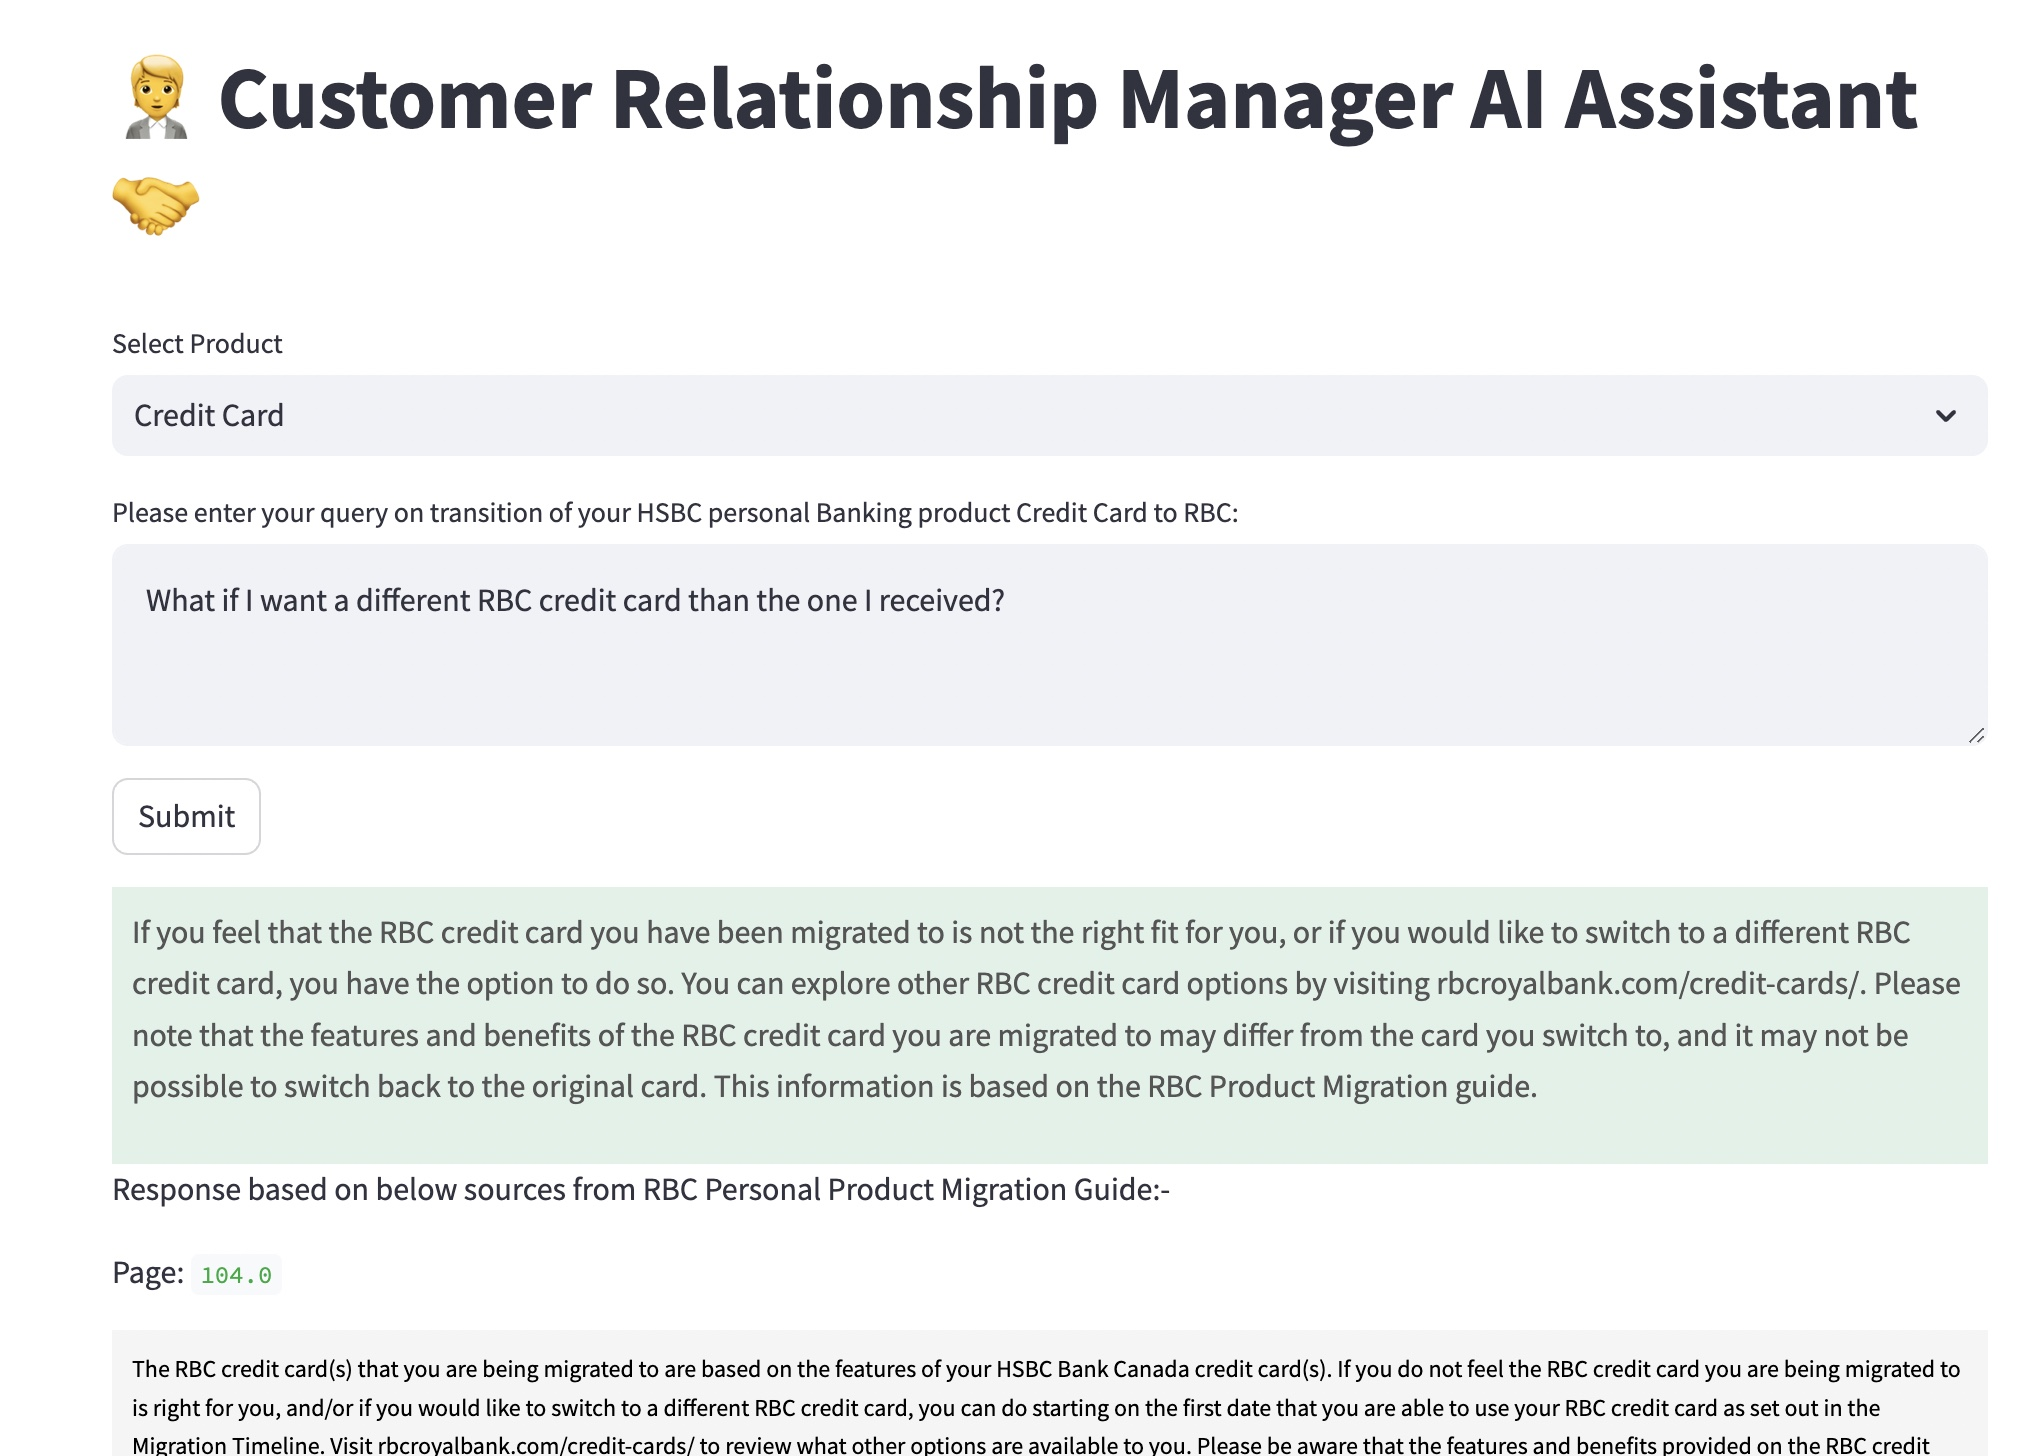 Customer Relationship Manager AI Assistant
Select Product
Credit Card
Please enter your query on transition of your HSBC personal Banking product Credit Card to RBC:
What if I want a different RBC credit card than the one I received?
Submit
If you feel that the RBC credit card you have been migrated to is not the right fit for you, or if you would like to switch to a different RBC
credit card, you have the option to do so. You can explore other RBC credit card options by visiting rbcroyalbank.com/credit-cards/. Please
note that the features and benefits of the RBC credit card you are migrated to may differ from the card you switch to, and it may not be
possible to switch back to the original card. This information is based on the RBC Product Migration guide.
Response based on below sources from RBC Personal Product Migration Guide:-
Page: 104.0
The RBC credit card(s) that you are being migrated to are based on the features of your HSBC Bank Canada credit card(s). If you do not feel the RBC credit card you are being migrated to
is right for you, and/or if you would like to switch to a different RBC credit card, you can do starting on the first date that you are able to use your RBC credit card as set out in the
Migration Timeline. Visit rbcroyalbank.com/credit-cards/ to review what other options are available to you. Please be aware that the features and benefits provided on the RBC credit